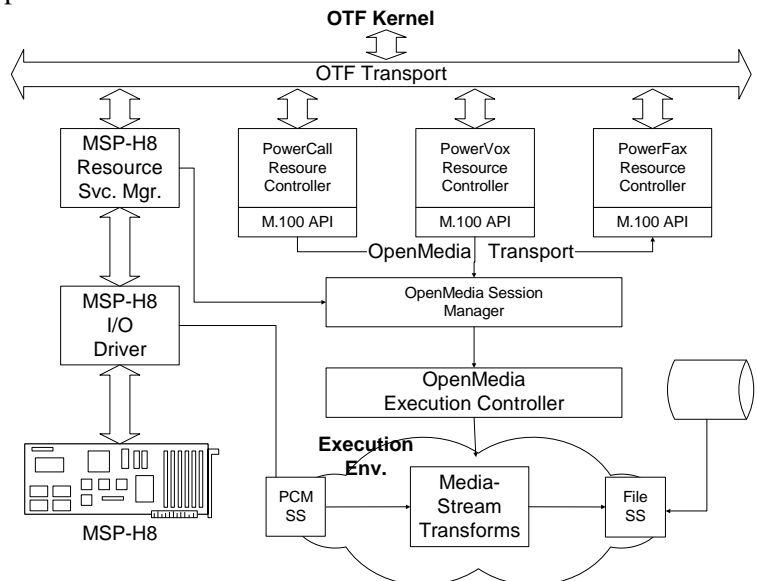 OTF Kernel
OTF Transport
MSP-H8
Resource
Svc. Mgr.
PowerCall
Resoure
Controller
M.100 API
PowerVox
Resource
Controller
M.100 API
PowerFax
Resource
Controller
M.100 API
OpenMedia Transport
MSP-H8
I/O
Driver
OpenMedia Session
Manager
OpenMedia
Execution Controller
Execution
Env.
MSP-H8
PCM
SS
Media-
Stream
Transforms
File
SS